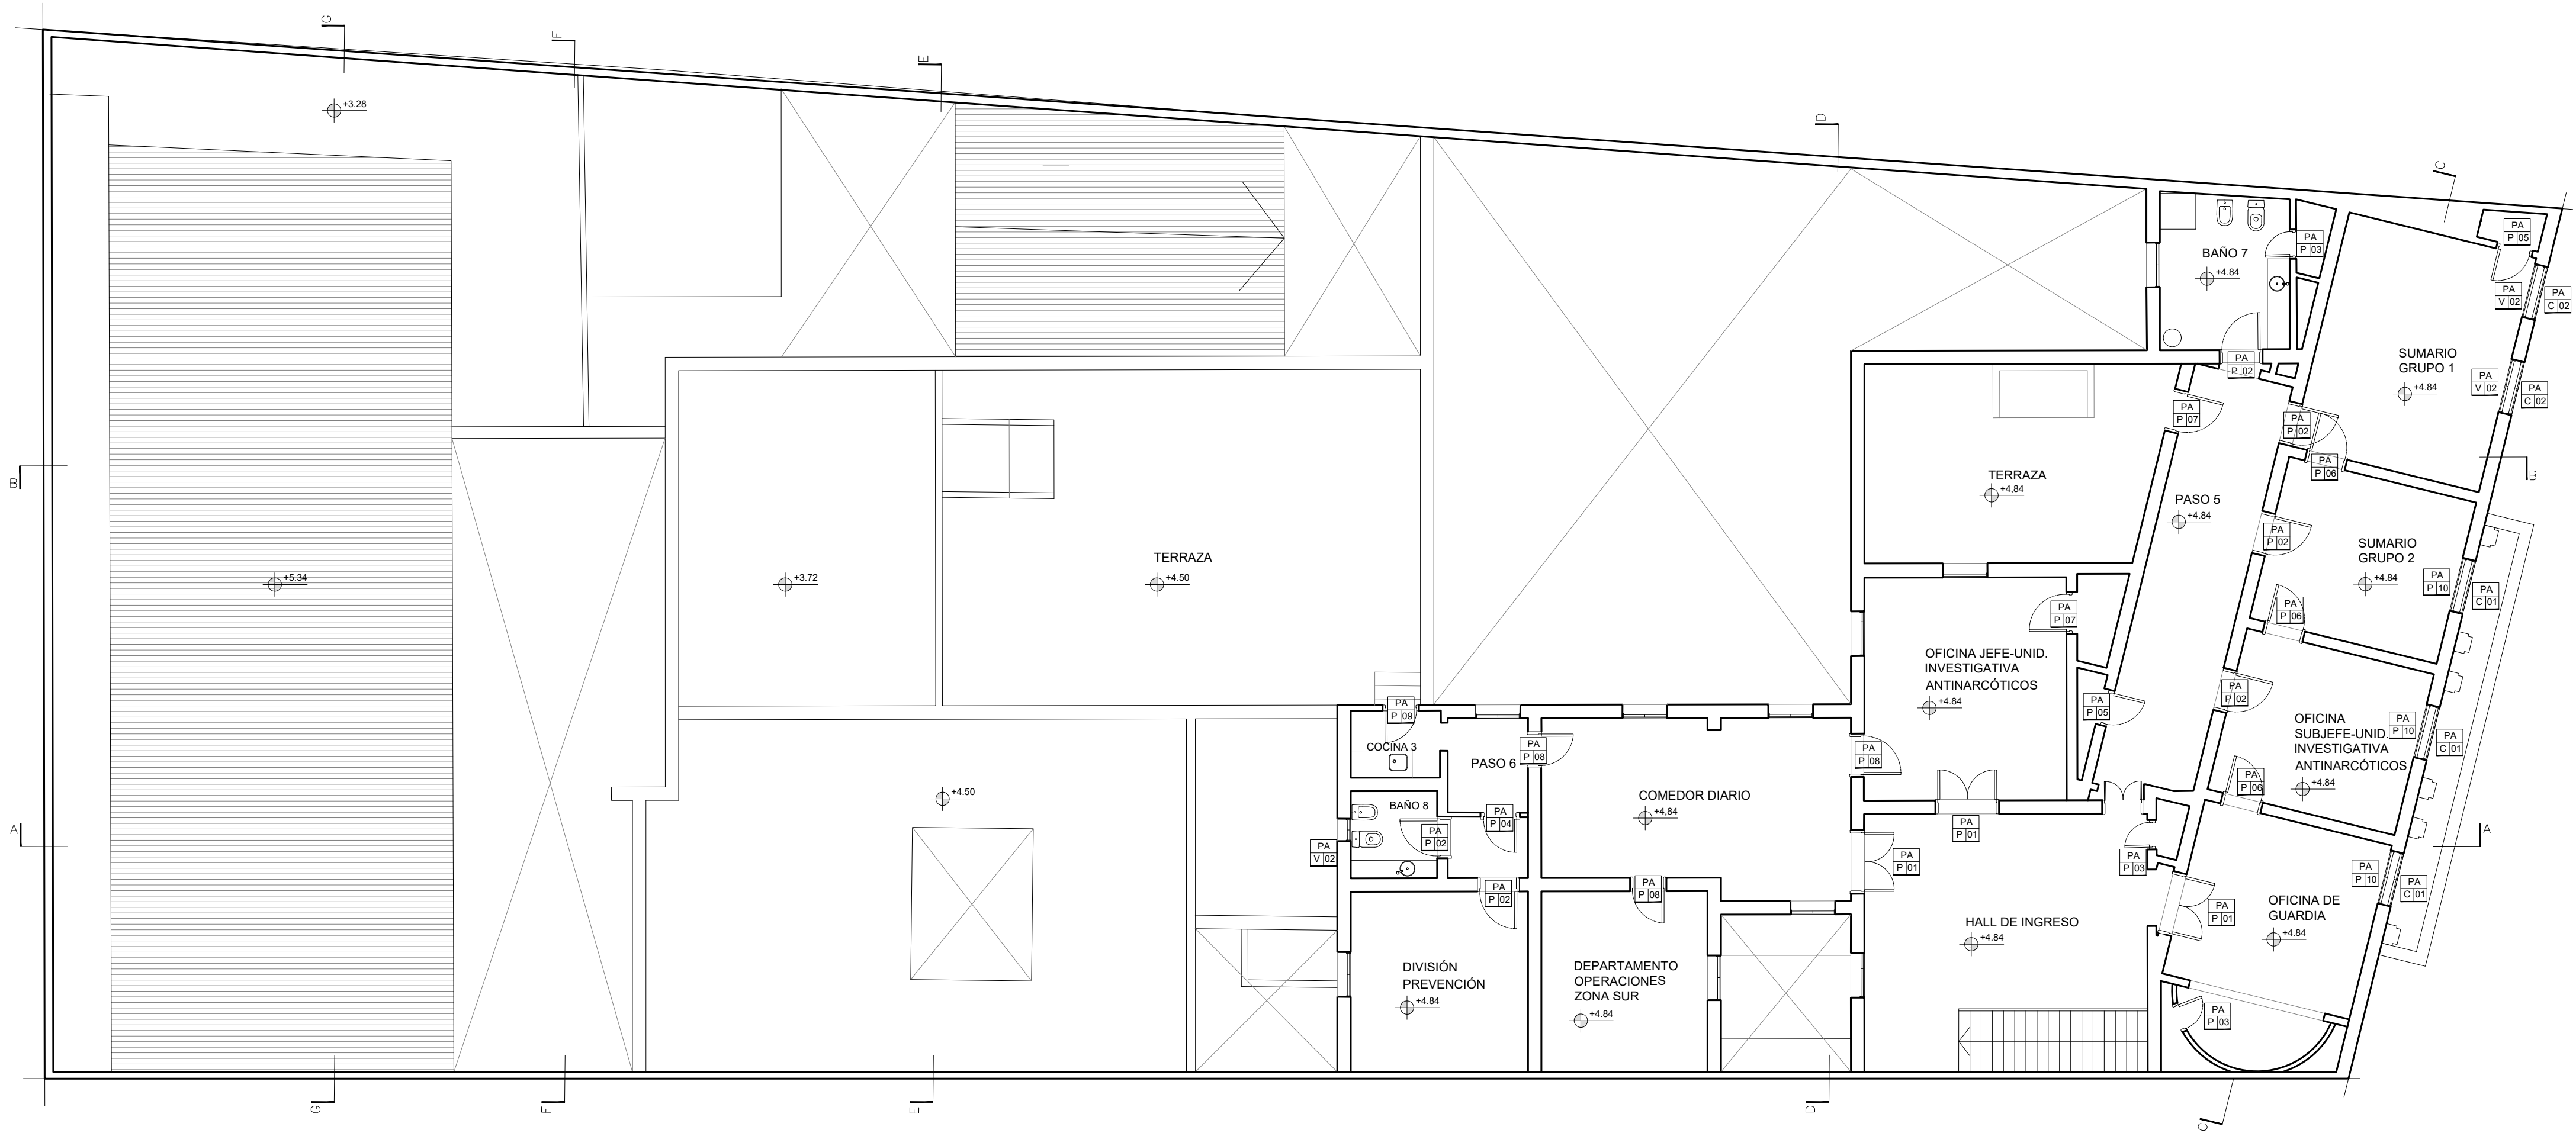 G
F
E
D
C
+3.28
PA
P 05
PA
P 03
BAÑO 7
+4.84
PA
V 02
PA
C 02
PA
P 02
SUMARIO
GRUPO 1
+4.84
PA
V 02
PA
C 02
PA
P 07
PA
P 02
PA
P 06
B
B
TERRAZA
+4,84
PASO 5
+4.84
PA
P 02
SUMARIO
GRUPO 2
+4.84
PA
P 10
PA
C 01
PA
P 06
+5.34
+3.72
TERRAZA
+4.50
PA
P 07
OFICINA JEFE-UNID.
INVESTIGATIVA
ANTINARCÓTICOS
+4.84
PA
P 02
PA
P 05
OFICINA
SUBJEFE-UNID.
INVESTIGATIVA
ANTINARCÓTICOS
+4.84
PA
P 10
PA
C 01
PA
P 06
PA
P 09
COCINA 3
PASO 6
PA
P 08
PA
P 08
COMEDOR DIARIO
+4,84
+4.50
BAÑO 8
PA
P 04
PA
P 02
PA
V 02
PA
P 01
PA
P 01
PA
P 03
A
A
PA
P 02
PA
P 08
PA
P 10
PA
C 01
OFICINA DE
GUARDIA
+4.84
PA
P 01
HALL DE INGRESO
+4.84
DIVISIÓN
PREVENCIÓN
+4.84
DEPARTAMENTO
OPERACIONES
ZONA SUR
+4.84
PA
P 03
G
F
E
D
C